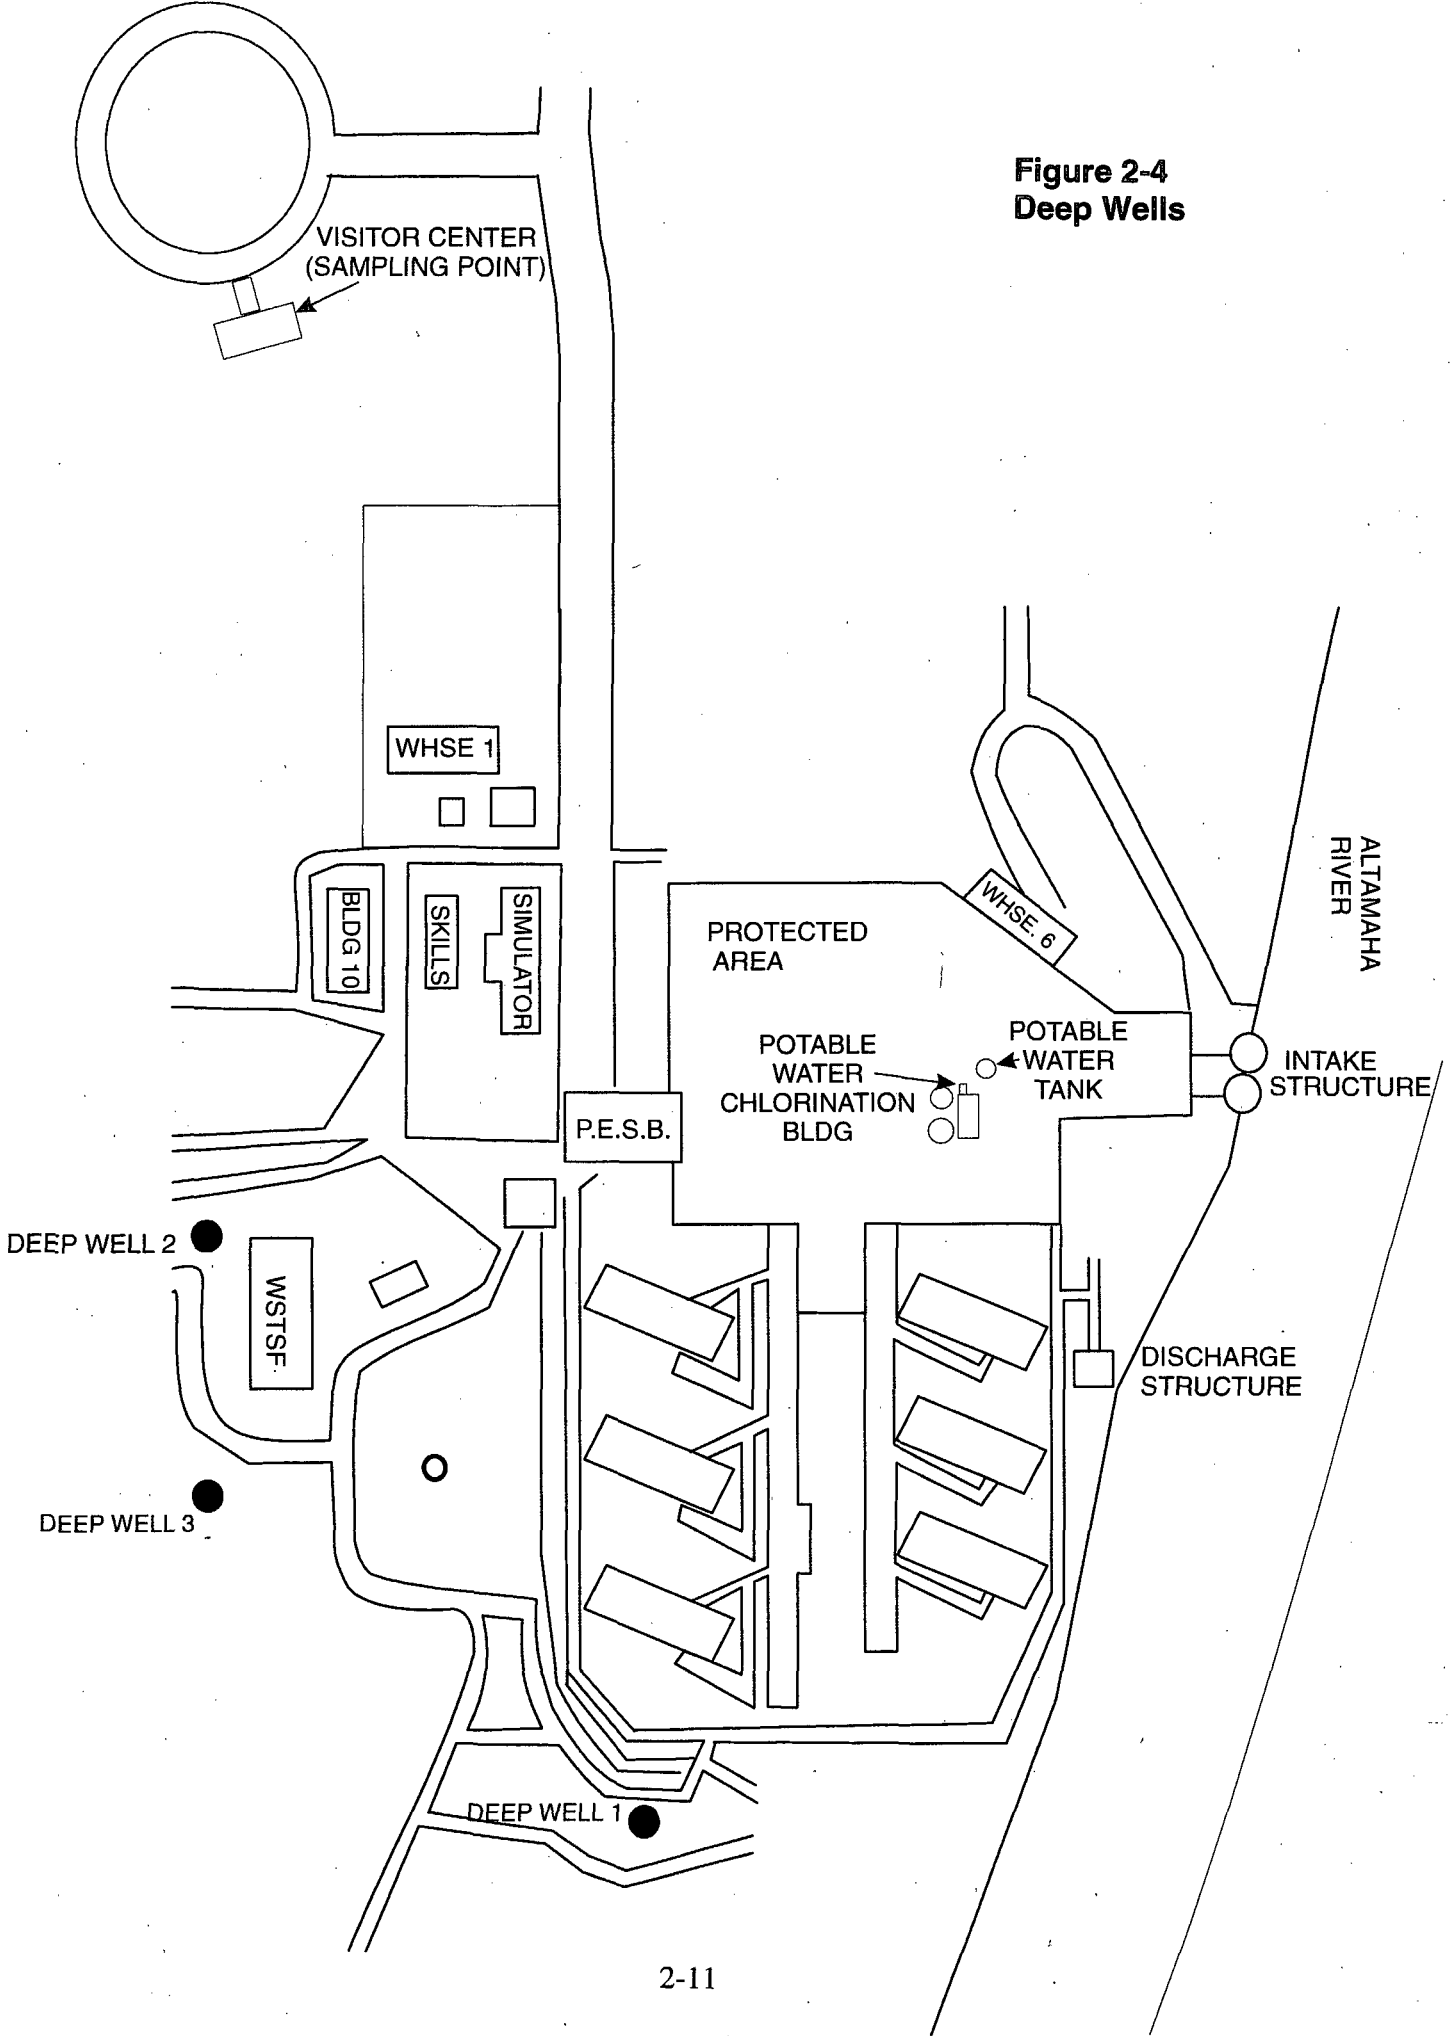 Figure 2-4
Deep Wells
VISITOR CENTER
(SAMPLING POINT)
WHSE 1
BLDG 10
SKILLS
SIMULATOR
PROTECTED
AREA
WHSE. 6
ALTAMAHA
RIVER
POTABLE
WATER
CHLORINATION
BLDG
POTABLE
WATER
TANK
INTAKE
STRUCTURE
P.E.S.B.
DEEP WELL 2
WSTSF
DISCHARGE
STRUCTURE
DEEP WELL 3
DEEP WELL 1
2-11